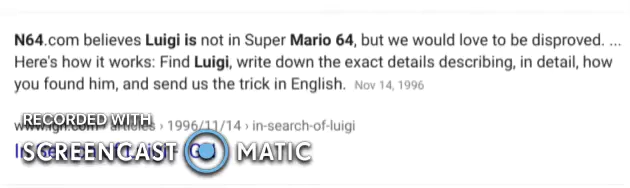 N64.com believes Luigi is not in Super Mario 64, but we would love to be disproved. ...
Here's how it works: Find Luigi, write down the exact details describing, in detail, how
you found him, and send us the trick in English. Nov 14, 1996
RECORDED WITH
› 1996/11/14 › in-search-of-luigi
SCREENCAST MATIC